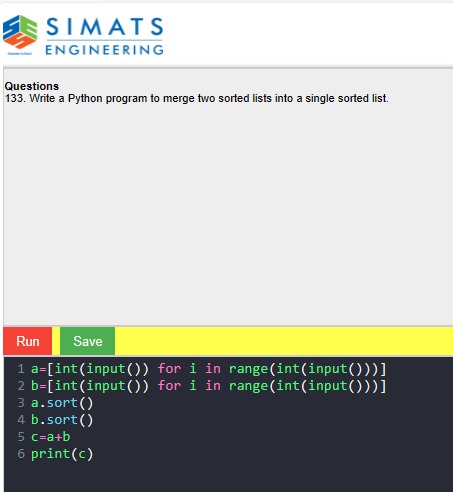 SIMATS
ENGINEERING
Questions
133. Write a Python program to merge two sorted lists into a single sorted list.
Run Save
1 a=[int(input()) for i in range(int(input()))]
2 b=[int(input()) for i in range(int(input()))]
3 a.sort()
4 b.sort()
5 c=a+b
6 print(c)